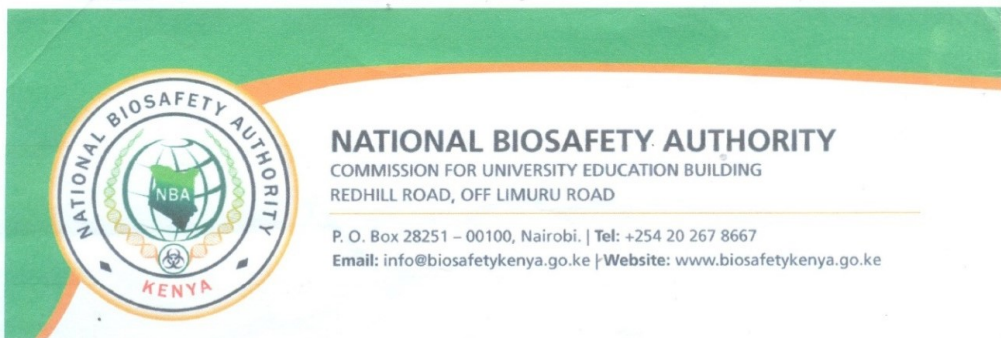 NATIONAL BIOSAFETY AUTHORITY
NBA
KENYA
NATIONAL BIOSAFETY AUTHORITY
COMMISSION FOR UNIVERSITY EDUCATION BUILDING
REDHILL ROAD, OFF LIMURU ROAD
P. O. Box 28251 – 00100, Nairobi. | Tel: +254 20 267 8667
Email: info@biosafetykenya.go.ke | Website: www.biosafetykenya.go.ke